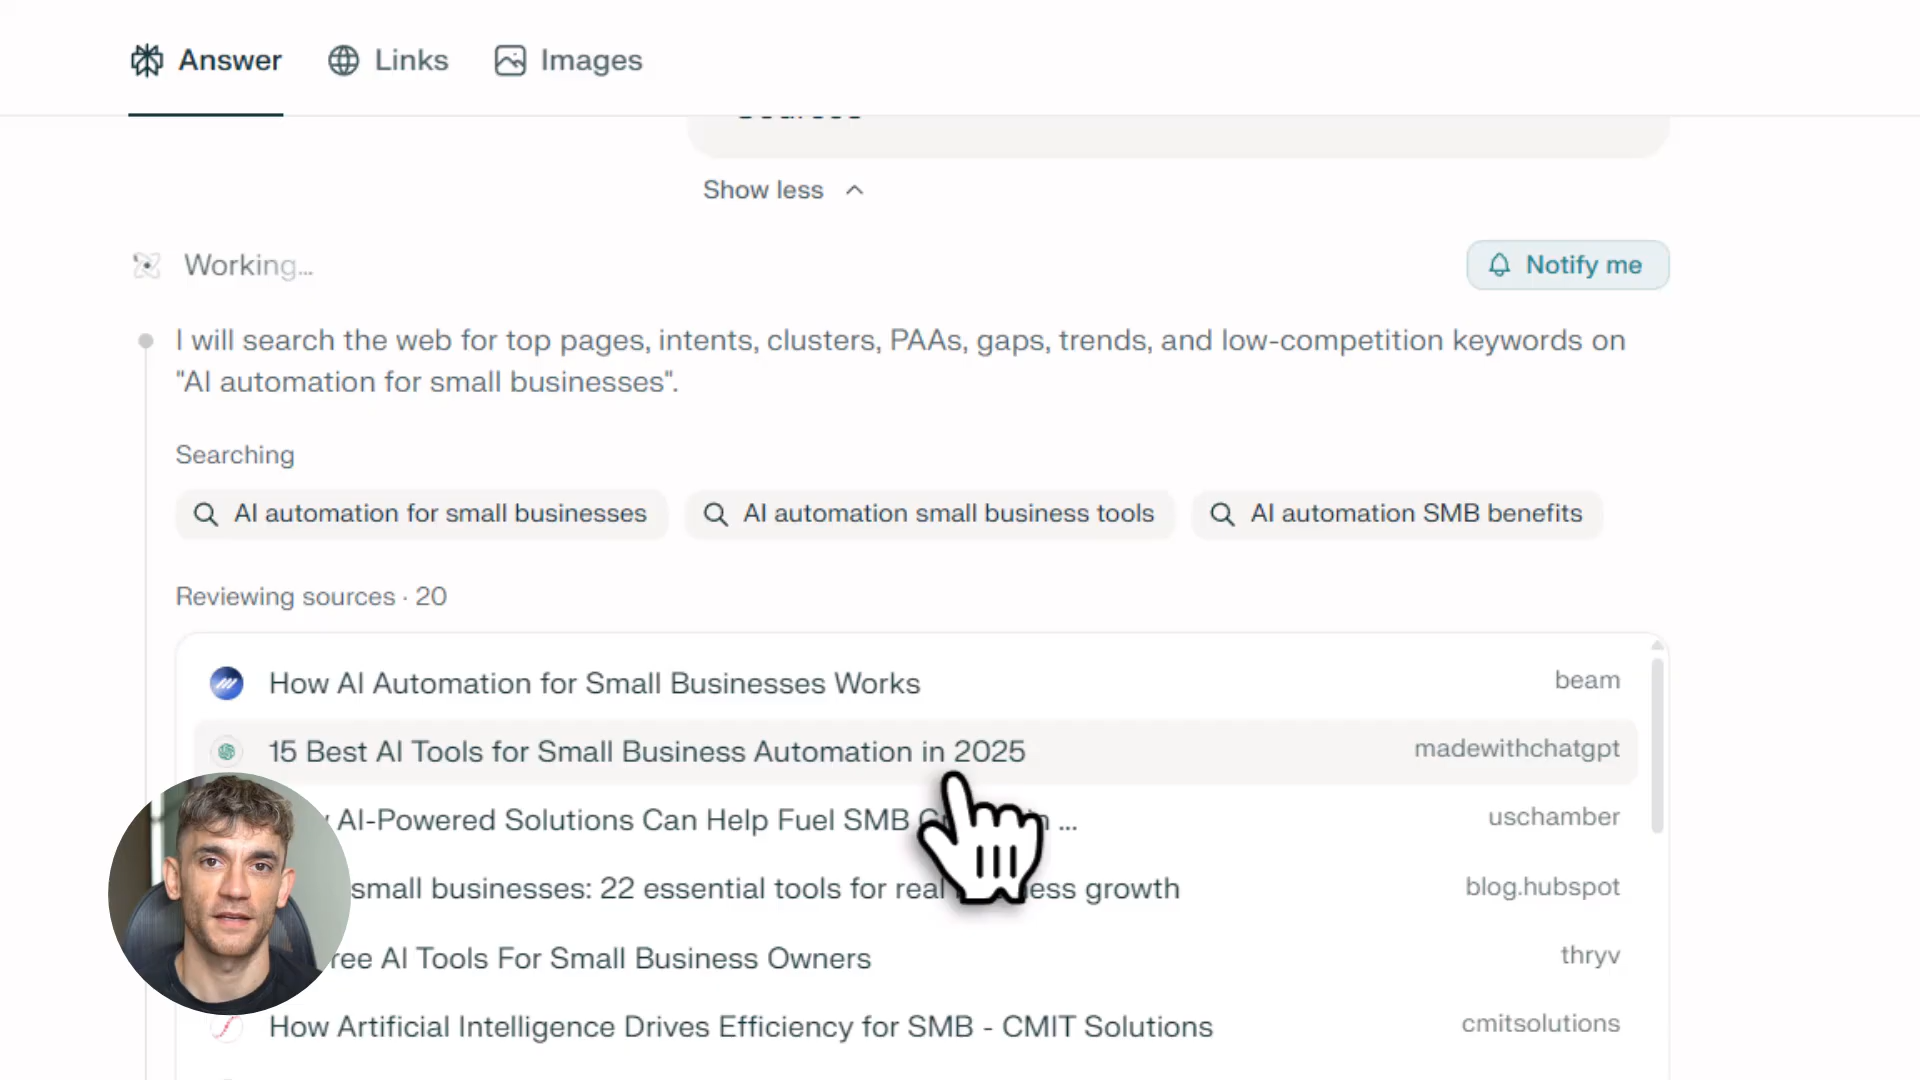 Answer
Links
Images
Show less
Working...
Notify me
I will search the web for top pages, intents, clusters, PAAs, gaps, trends, and low-competition keywords on
"AI automation for small businesses".
Searching
AI automation for small businesses
AI automation small business tools
AI automation SMB benefits
Reviewing sources · 20
How AI Automation for Small Businesses Works
beam
15 Best AI Tools for Small Business Automation in 2025
madewithchatgpt
AI-Powered Solutions Can Help Fuel SMB ...
uschamber
small businesses: 22 essential tools for real growth
blog.hubspot
AI Tools For Small Business Owners
thryv
How Artificial Intelligence Drives Efficiency for SMB - CMIT Solutions
cmitsolutions